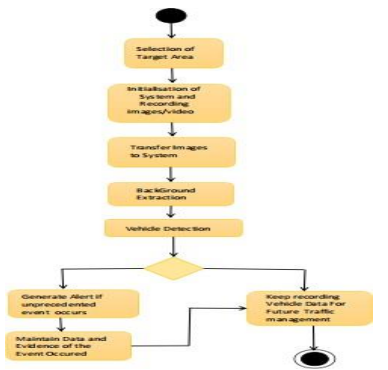 Selection of
Target Area
Initialisation of
System and
Recording
Images/video
Transfer Images
to System
BackGround
Extraction
Vehicle Detection
Generate Alert if
unprecedented
event occurs
Maintain Data and
Evidence of the
Event Occured
Keep recording
Vehicle Data For
Future Traffic
management